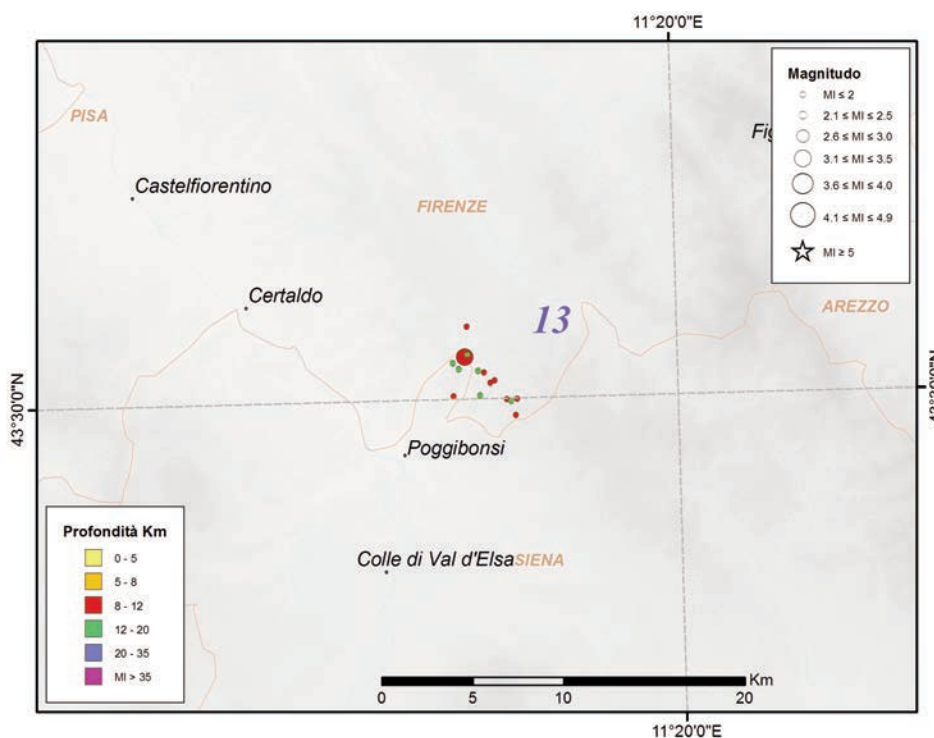 11°20'0"E
Magnitudo
Ml ≤ 2
2.1 ≤ Ml ≤ 2.5
2.6 ≤ Ml ≤ 3.0
3.1 ≤ Ml ≤ 3.5
3.6 ≤ Ml ≤ 4.0
4.1 ≤ Ml ≤ 4.9
Ml ≥ 5
PISA
Fig
Castelfiorentino
FIRENZE
Certaldo
13
AREZZO
43°30'0"N
Poggibonsi
Colle di Val d'Elsa
SIENA
Profondità Km
0 - 5
5 - 8
8 - 12
12 - 20
20 - 35
Ml > 35
Km
0 5 10 20
11°20'0"E